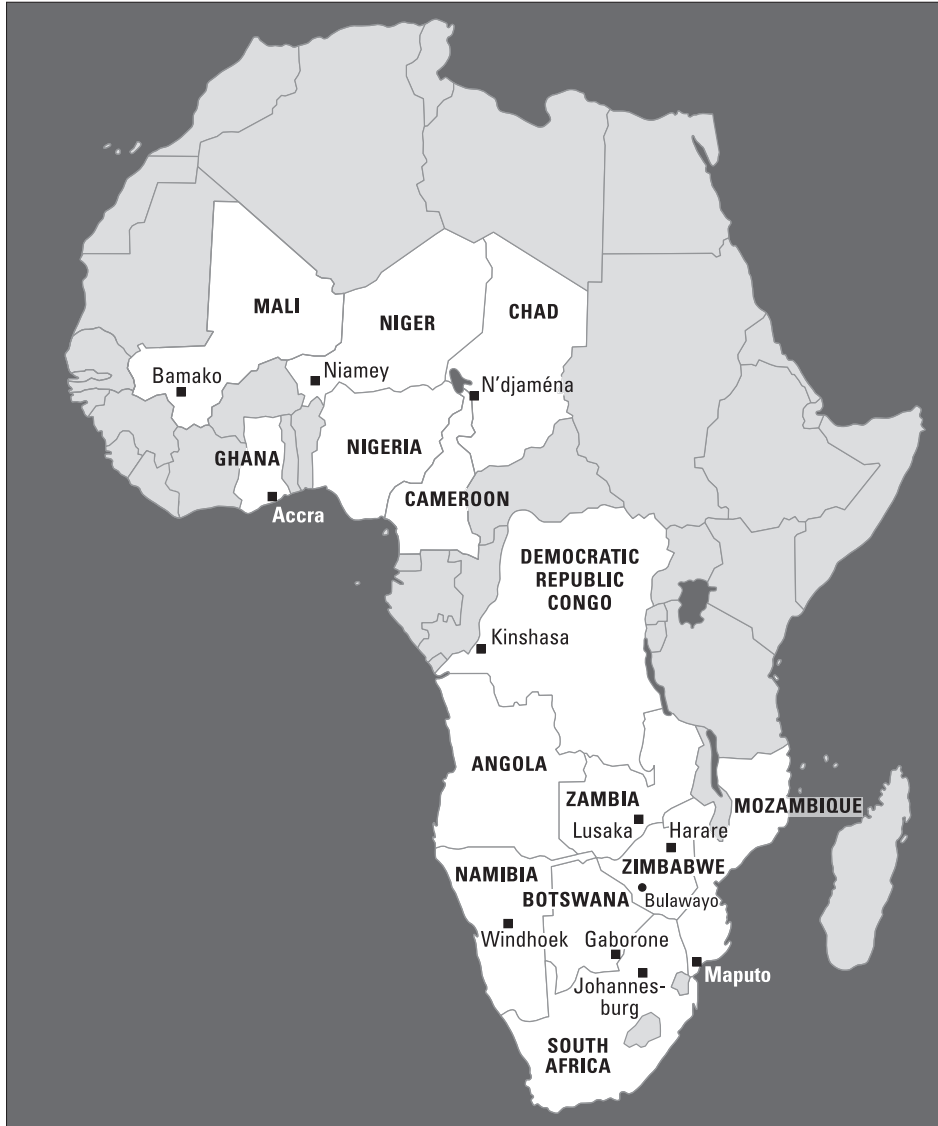 MALI
NIGER
CHAD
Bamako
Niamey
N'djaména
GHANA
NIGERIA
Accra
CAMEROON
DEMOCRATIC
REPUBLIC
CONGO
Kinshasa
ANGOLA
ZAMBIA
Lusaka
MOZAMBIQUE
Harare
ZIMBABWE
Bulawayo
NAMIBIA
BOTSWANA
Windhoek
Gaborone
Johannes-
burg
Maputo
SOUTH
AFRICA